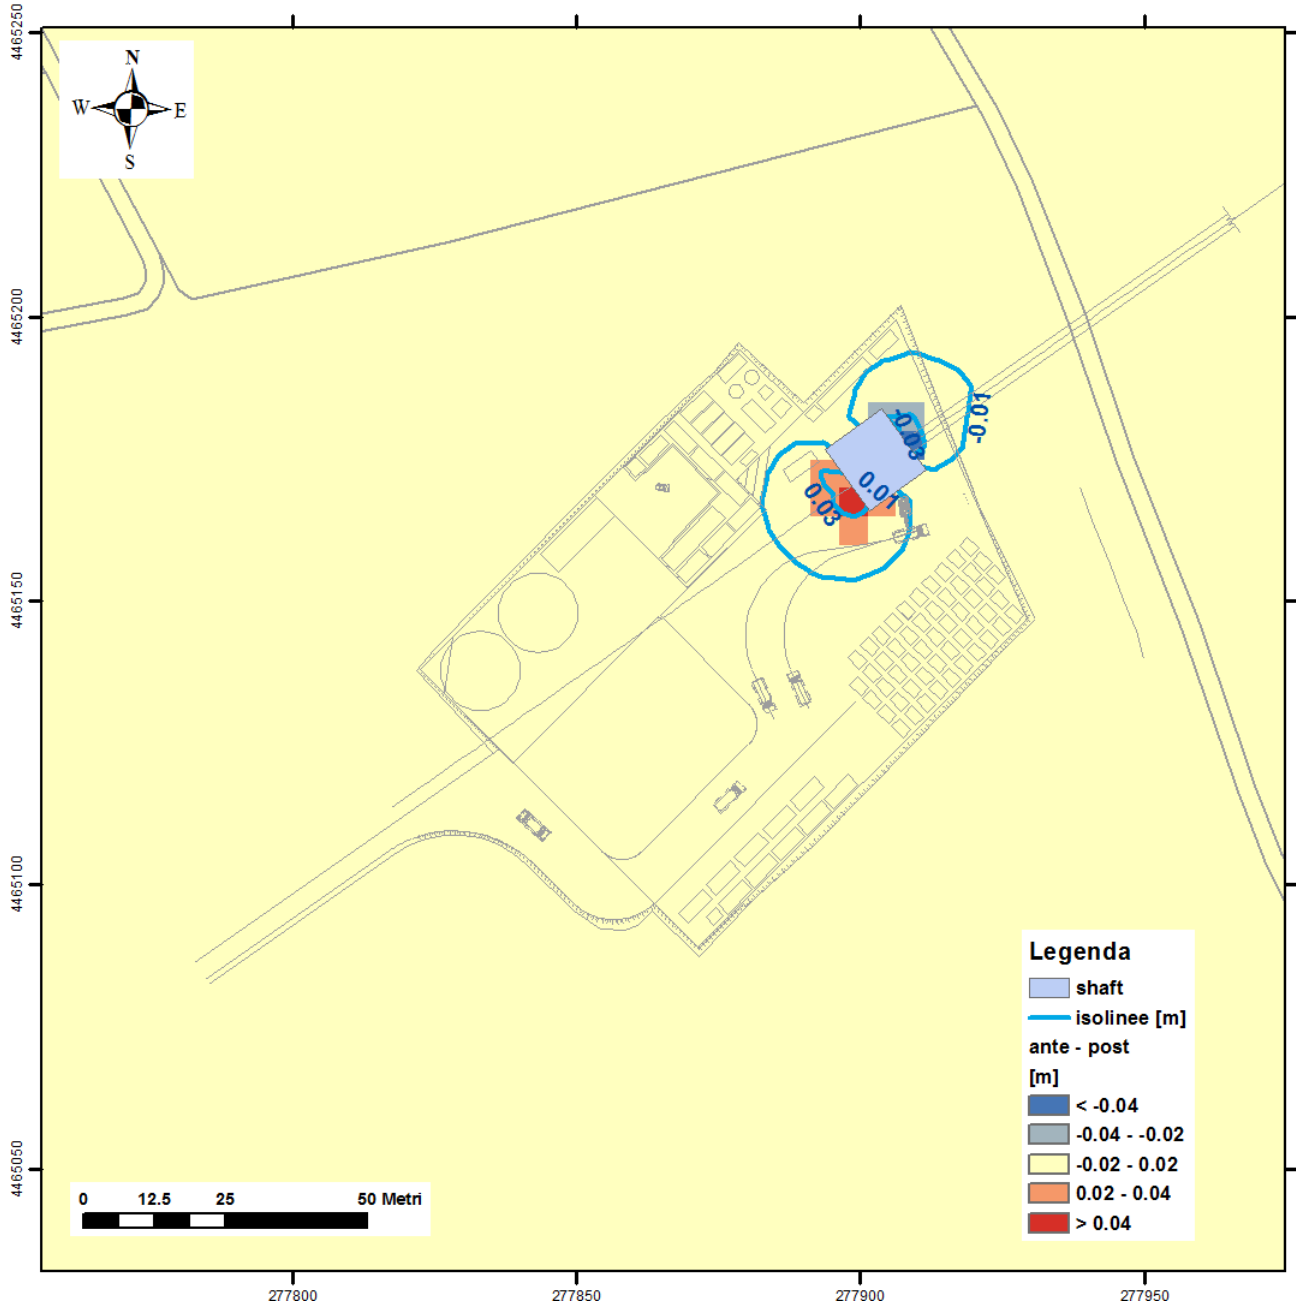 4465250
N
W E
S
4465200
-0.01
-0.03
0.01
0.03
4465150
4465100
Legenda
shaft
isolinee [m]
ante - post
[m]
< -0.04
-0.04 - -0.02
-0.02 - 0.02
0.02 - 0.04
> 0.04
4465050
0 12.5 25 50 Metri
277800 277850 277900 277950